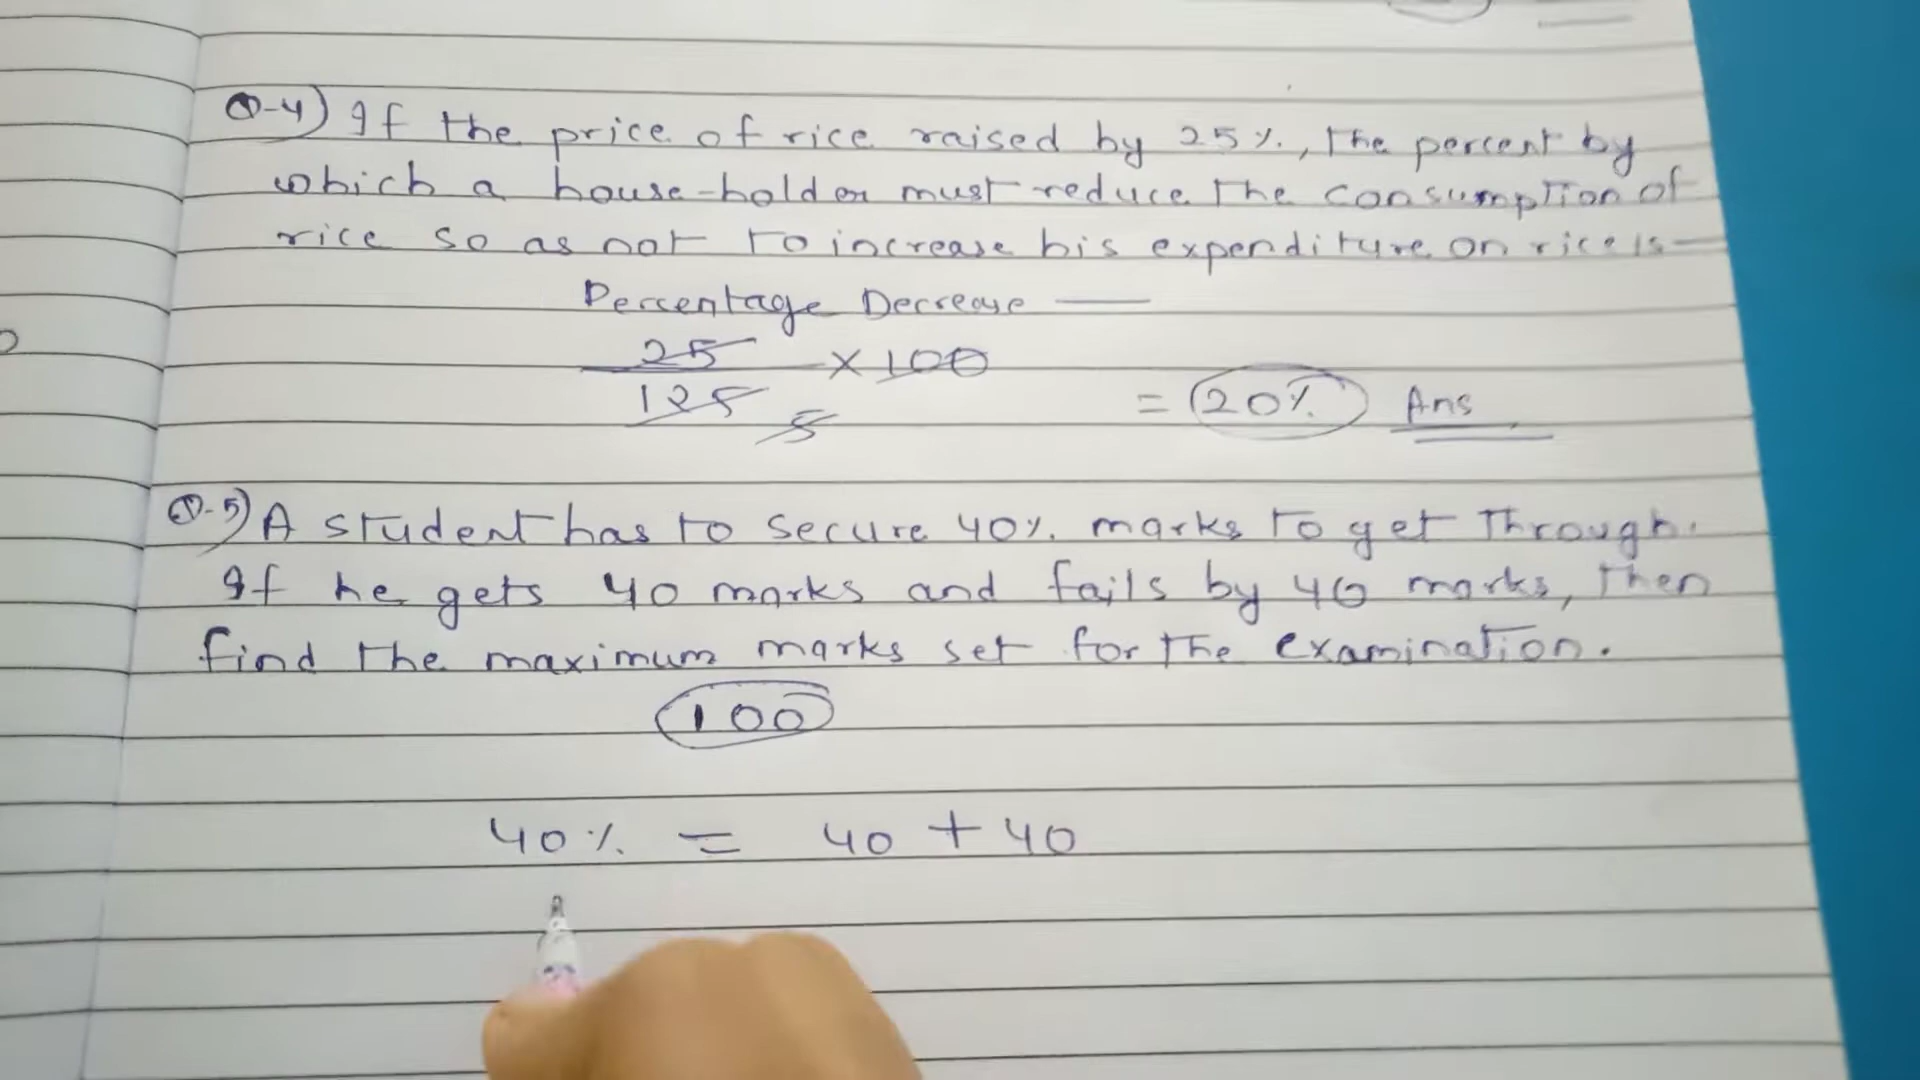 Q-4) If the price of rice raised by 25%, the percent by
which a house-holder must reduce the consumption of
rice so as not to increase his expenditure on rice is—
Percentage Decrease —
25
125 × 100
5
= 20% Ans
Q-5) A student has to secure 40% marks to get through.
If he gets 40 marks and fails by 40 marks, then
find the maximum marks set for the examination.
100
40% = 40 + 40